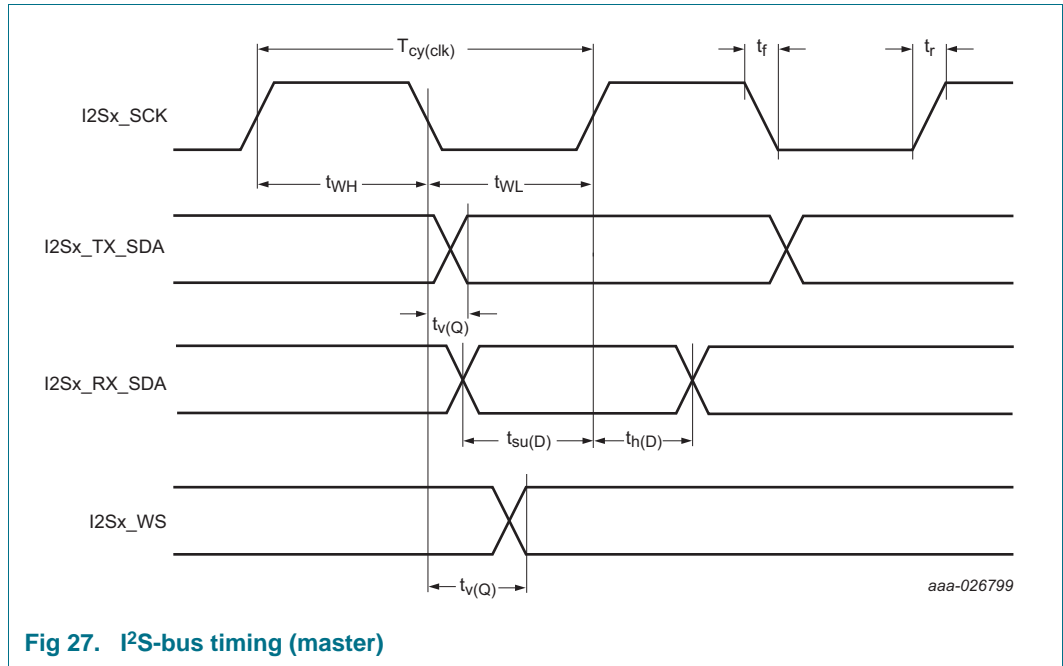 T_cy(clk) t_f t_r
I2Sx_SCK
t_WH t_WL
I2Sx_TX_SDA
t_v(Q)
I2Sx_RX_SDA
t_su(D) t_h(D)
I2Sx_WS
t_v(Q)
aaa-026799
Fig 27. I²S-bus timing (master)